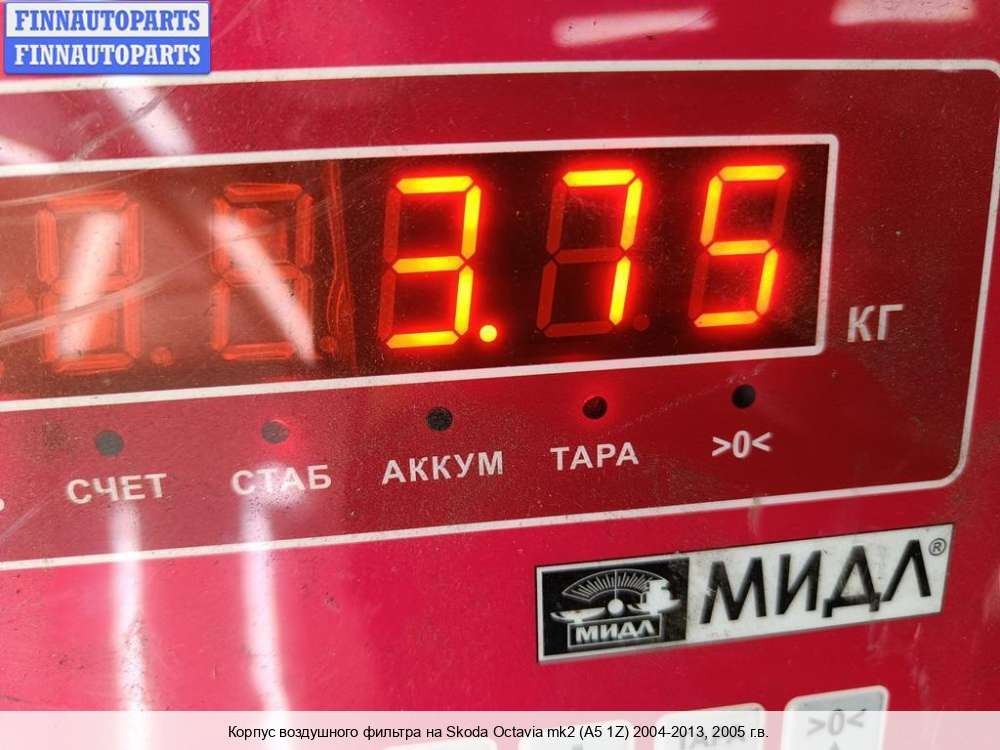 FINNAUTOPARTS
FINNAUTOPARTS
3.75
КГ
СЧЕТ СТАБ АККУМ ТАРА >0<
МИДЛ МИДЛ®
>0<
Корпус воздушного фильтра на Skoda Octavia mk2 (A5 1Z) 2004-2013, 2005 г.в.